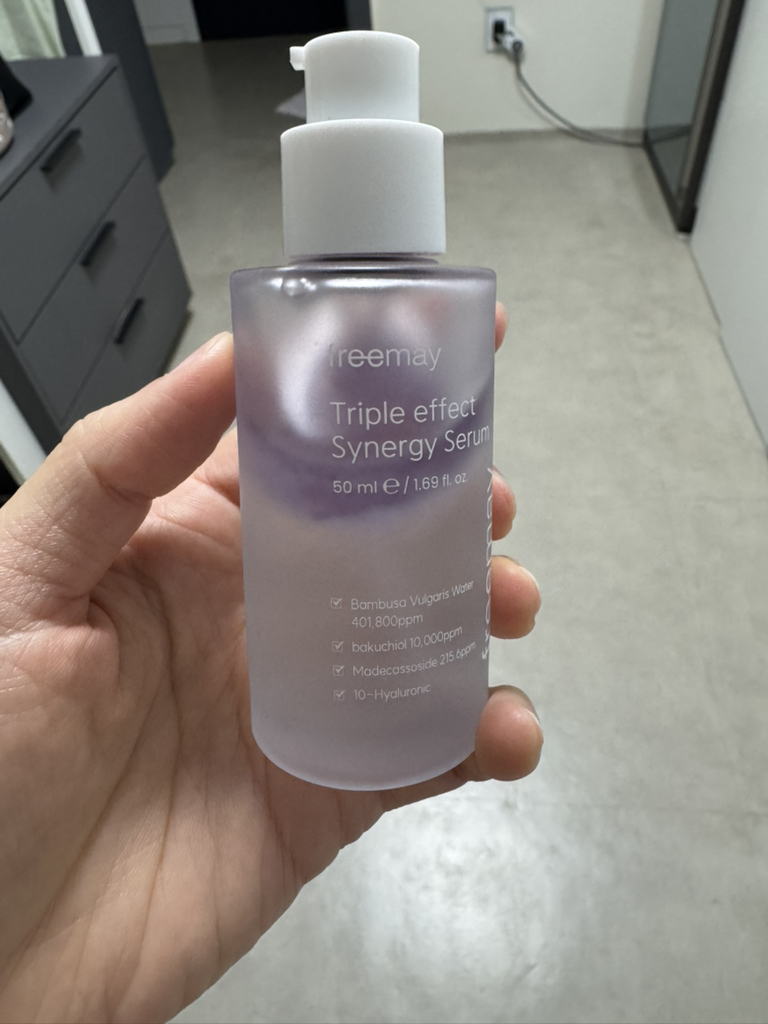 freemay
Triple effect
Synergy Serum
50 ml ℮ / 1.69 fl. oz.
☑ Bambusa Vulgaris Water
401,800ppm
☑ bakuchiol 10,000ppm
☑ Madecassoside 215.6ppm
☑ 10-Hyaluronic
freemay